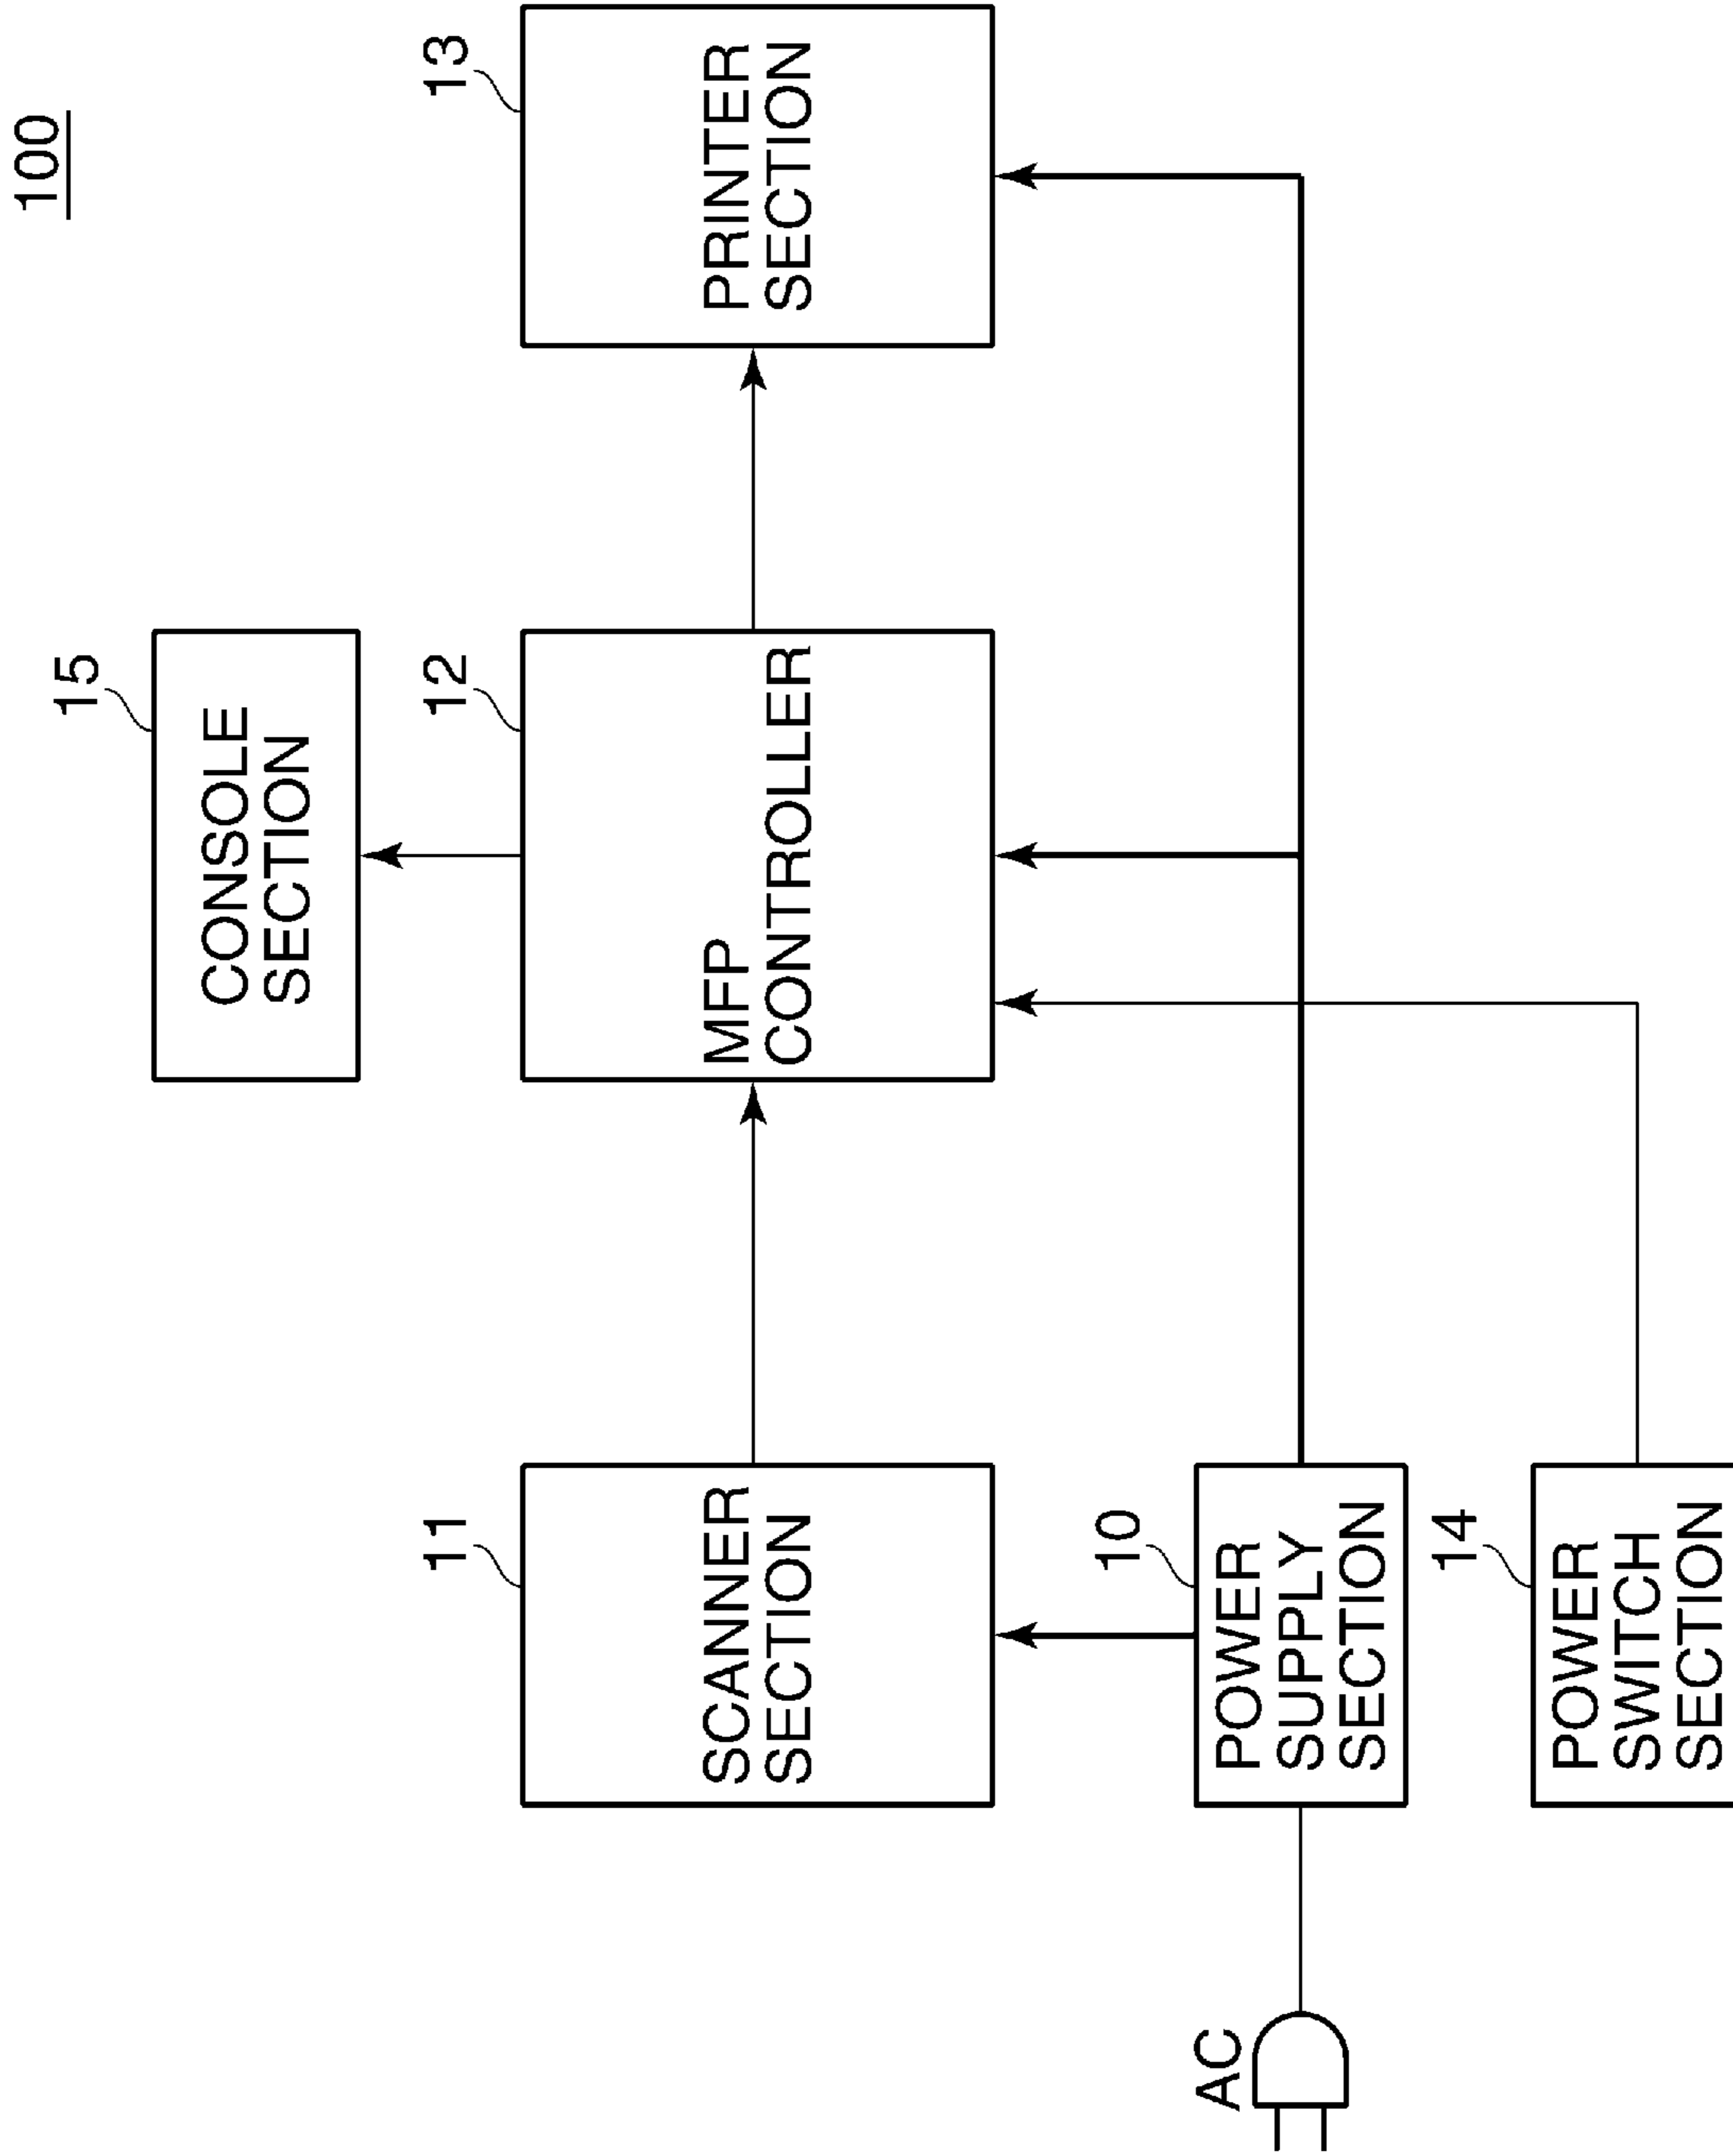 100
15
CONSOLE
SECTION
11
SCANNER
SECTION
12
MFP
CONTROLLER
13
PRINTER
SECTION
AC
10
POWER
SUPPLY
SECTION
14
POWER
SWITCH
SECTION